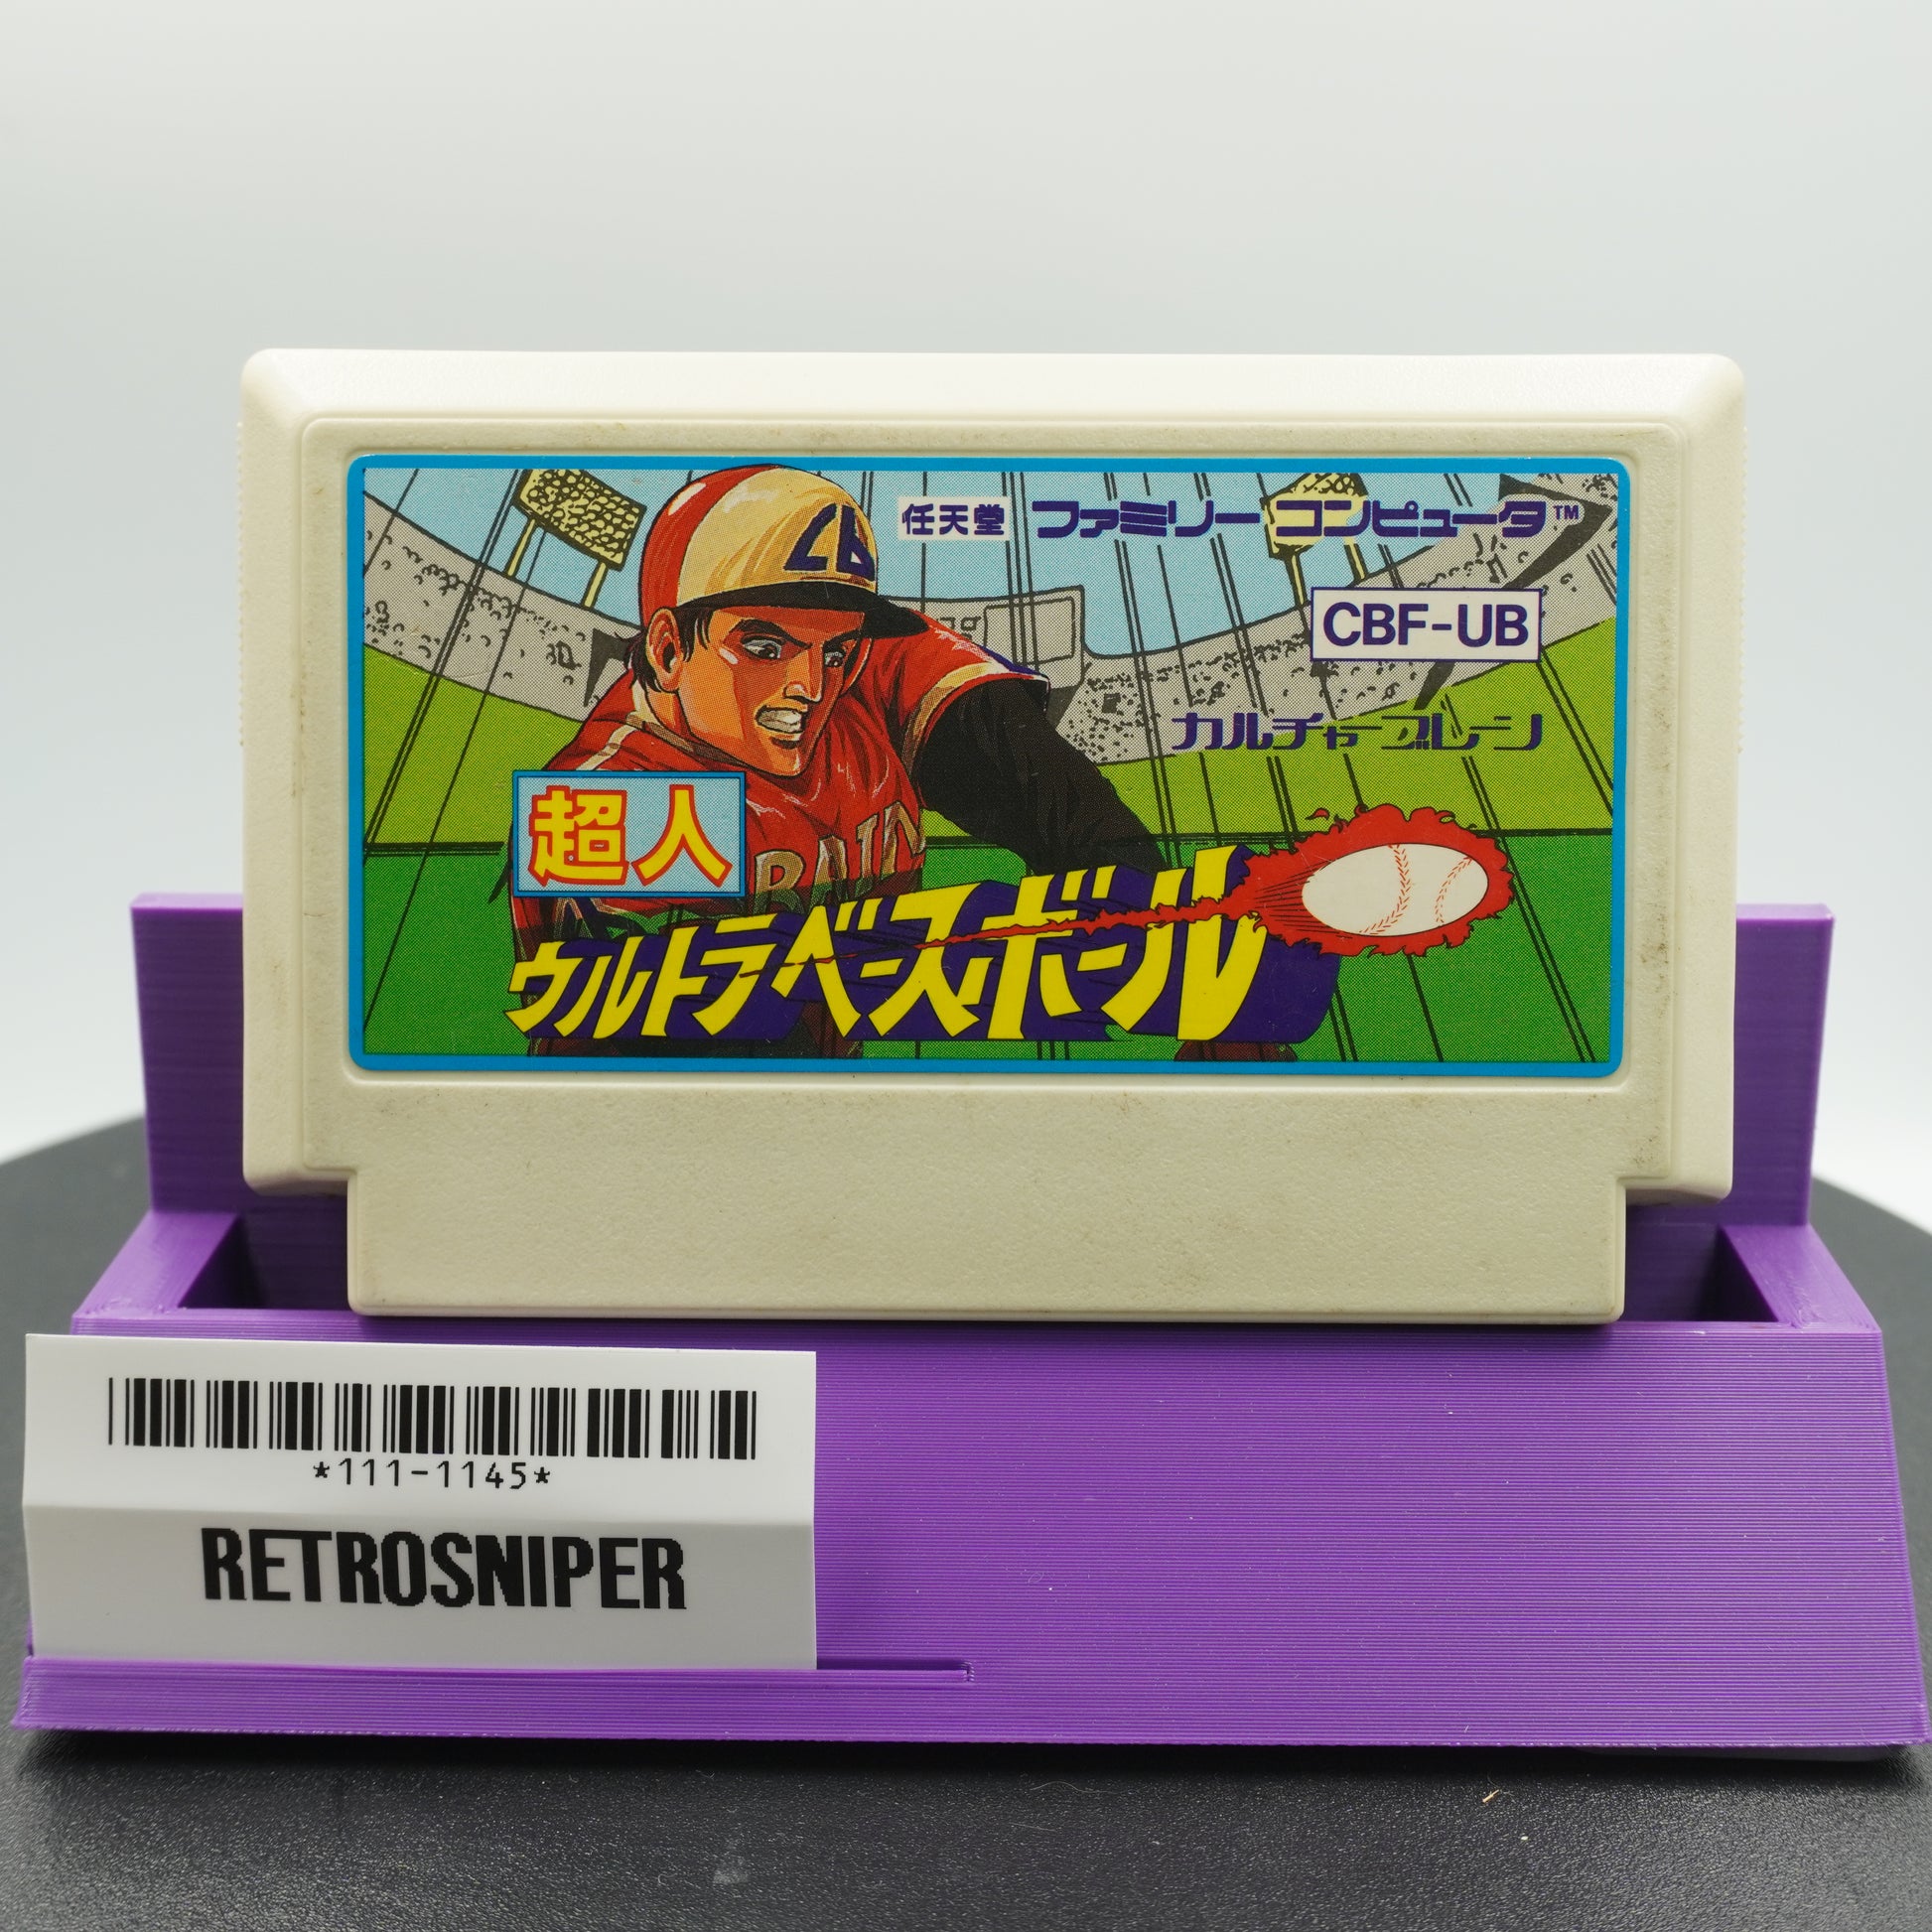 CB
任天堂 ファミリーコンピュータ™
CBF-UB
カルチャーブレーン
超人
BRAIN
ウルトラベースボール
*111-1145*
RETROSNIPER